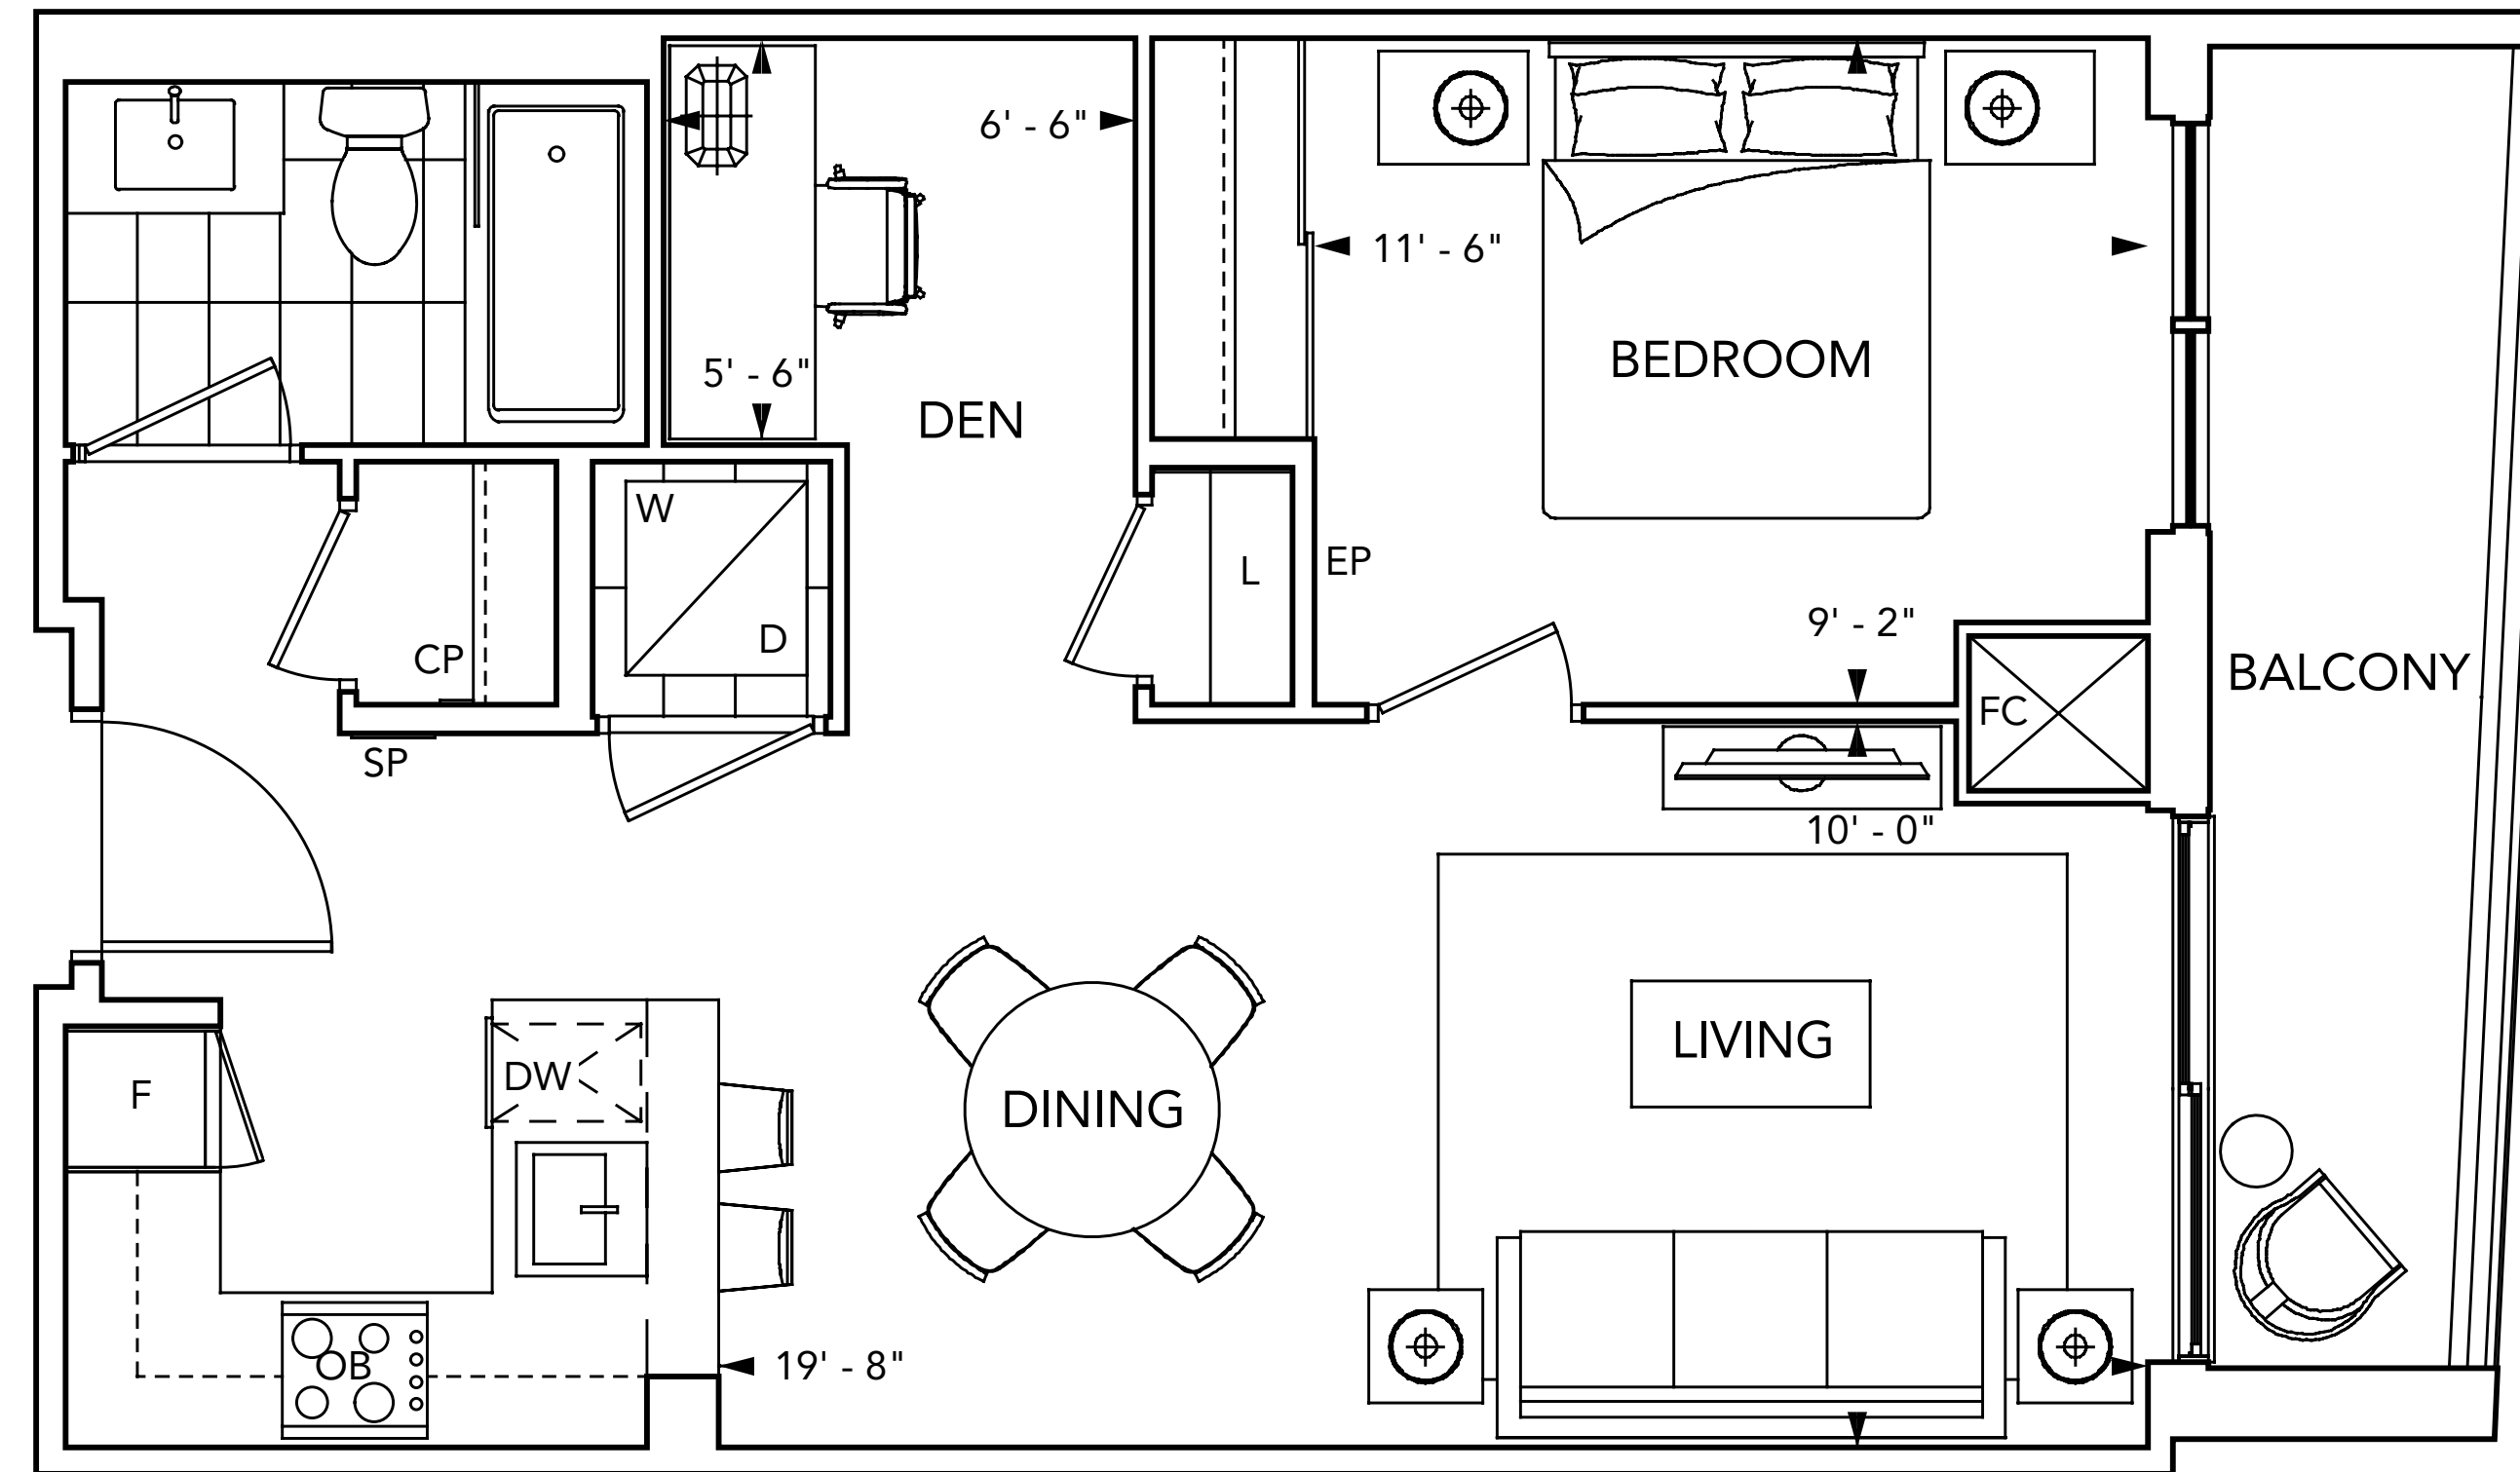 6' - 6"
11' - 6"
BEDROOM
5' - 6"
DEN
W
L
EP
9' - 2"
D
CP
BALCONY
FC
SP
10' - 0"
LIVING
DW
F
DINING
OB
19' - 8"